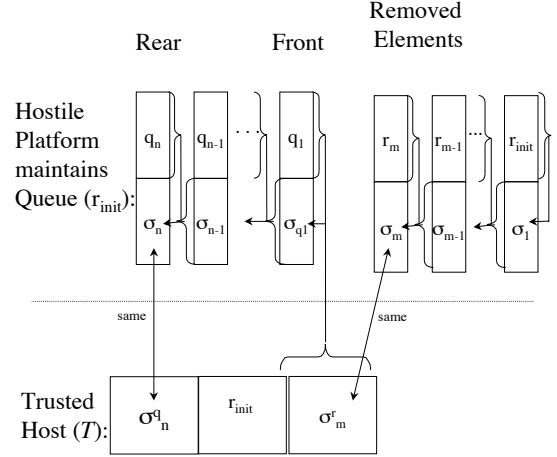 Removed
Elements
Rear Front
Hostile
Platform
maintains
Queue (r_init):
q_n q_n-1 . . . q_1 r_m r_m-1 ... r_init
σ_n σ_n-1 σ_q1 σ_m σ_m-1 σ_1
same same
Trusted
Host (T):
σ^q_n r_init σ^r_m